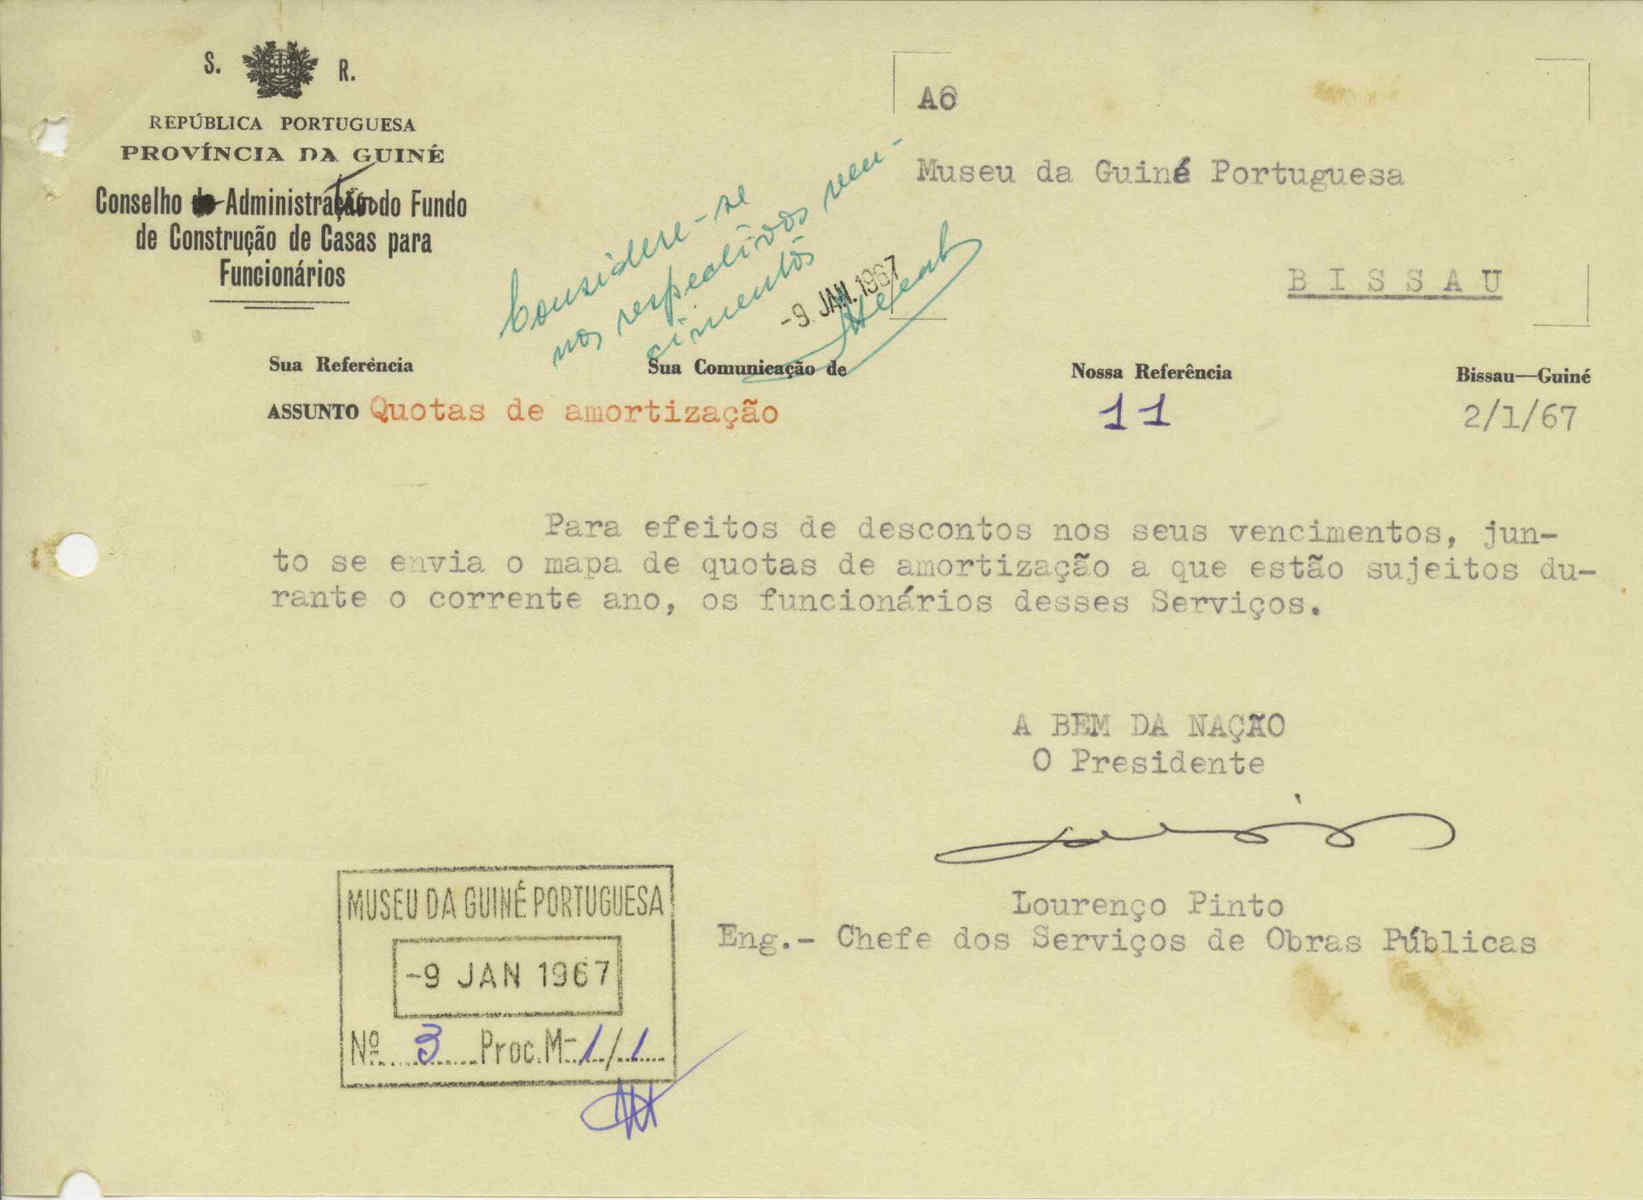 S. R.
REPÚBLICA PORTUGUESA
PROVÍNCIA DA GUINÉ
Conselho Administrativo do Fundo
de Construção de Casas para
Funcionários
Aô
Museu da Guiné Portuguesa
BISSAU
Considere-se
nos respectivos ven-
cimentos
-9. JAN. 1967
Sua Referência
Sua Comunicação de
Nossa Referência
Bissau—Guiné
ASSUNTO Quotas de amortização
11
2/1/67
Para efeitos de descontos nos seus vencimentos, jun-
to se envia o mapa de quotas de amortização a que estão sujeitos du-
rante o corrente ano, os funcionários desses Serviços.
A BEM DA NAÇÃO
O Presidente
Lourenço Pinto
Eng.- Chefe dos Serviços de Obras Públicas
MUSEU DA GUINÉ PORTUGUESA
-9 JAN 1967
Nº 3 Proc. M-1/1